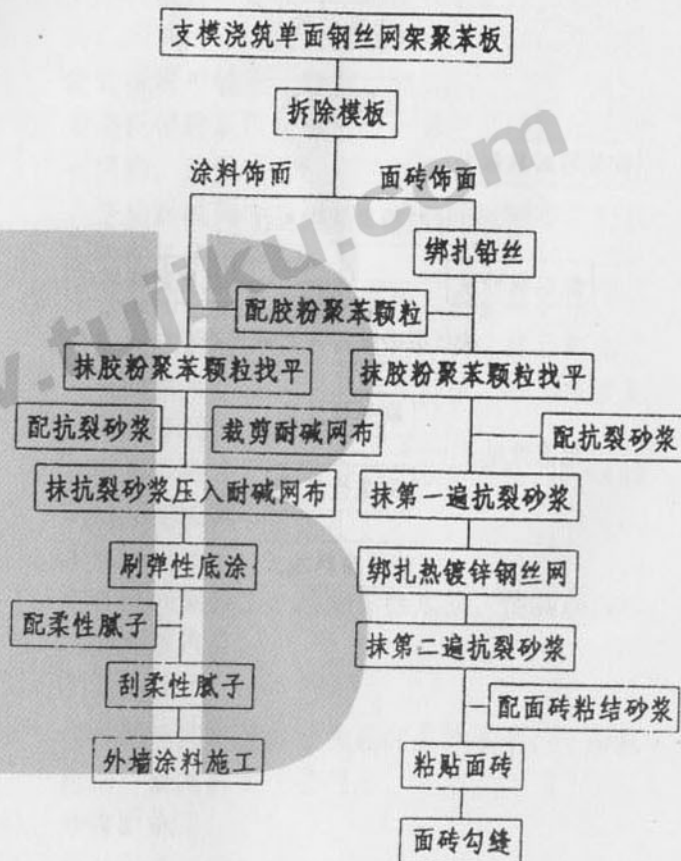 支模浇筑单面钢丝网架聚苯板
拆除模板
涂料饰面
面砖饰面
绑扎铅丝
配胶粉聚苯颗粒
抹胶粉聚苯颗粒找平
抹胶粉聚苯颗粒找平
配抗裂砂浆
裁剪耐碱网布
配抗裂砂浆
抹抗裂砂浆压入耐碱网布
抹第一遍抗裂砂浆
刷弹性底涂
绑扎热镀锌钢丝网
配柔性腻子
抹第二遍抗裂砂浆
刮柔性腻子
配面砖粘结砂浆
外墙涂料施工
粘贴面砖
面砖勾缝
w.tujiku.com